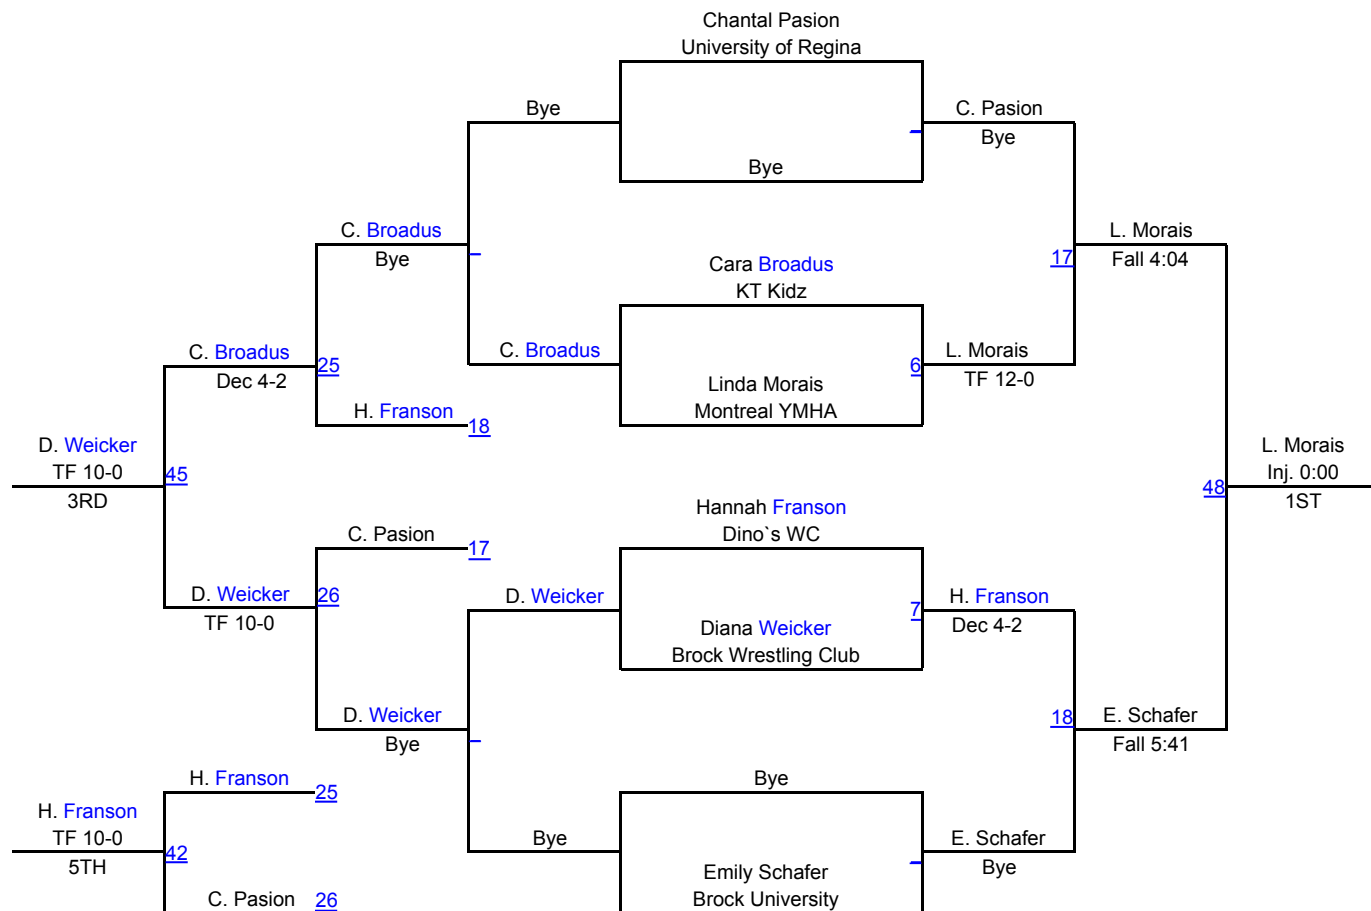 Chantal Pasion
University of Regina
Bye
C. Pasion
Bye
Bye
C. Broadus
Bye
L. Morais
Fall 4:04
17
Cara Broadus
KT Kidz
C. Broadus
Dec 4-2
25
C. Broadus
6
L. Morais
TF 12-0
Linda Morais
Montreal YMHA
H. Franson
18
D. Weicker
TF 10-0
3RD
45
L. Morais
Inj. 0:00
1ST
48
Hannah Franson
Dino`s WC
C. Pasion
17
D. Weicker
TF 10-0
26
D. Weicker
7
H. Franson
Dec 4-2
Diana Weicker
Brock Wrestling Club
D. Weicker
Bye
18
E. Schafer
Fall 5:41
H. Franson
25
Bye
H. Franson
TF 10-0
5TH
42
Bye
E. Schafer
Bye
Emily Schafer
Brock University
C. Pasion
26